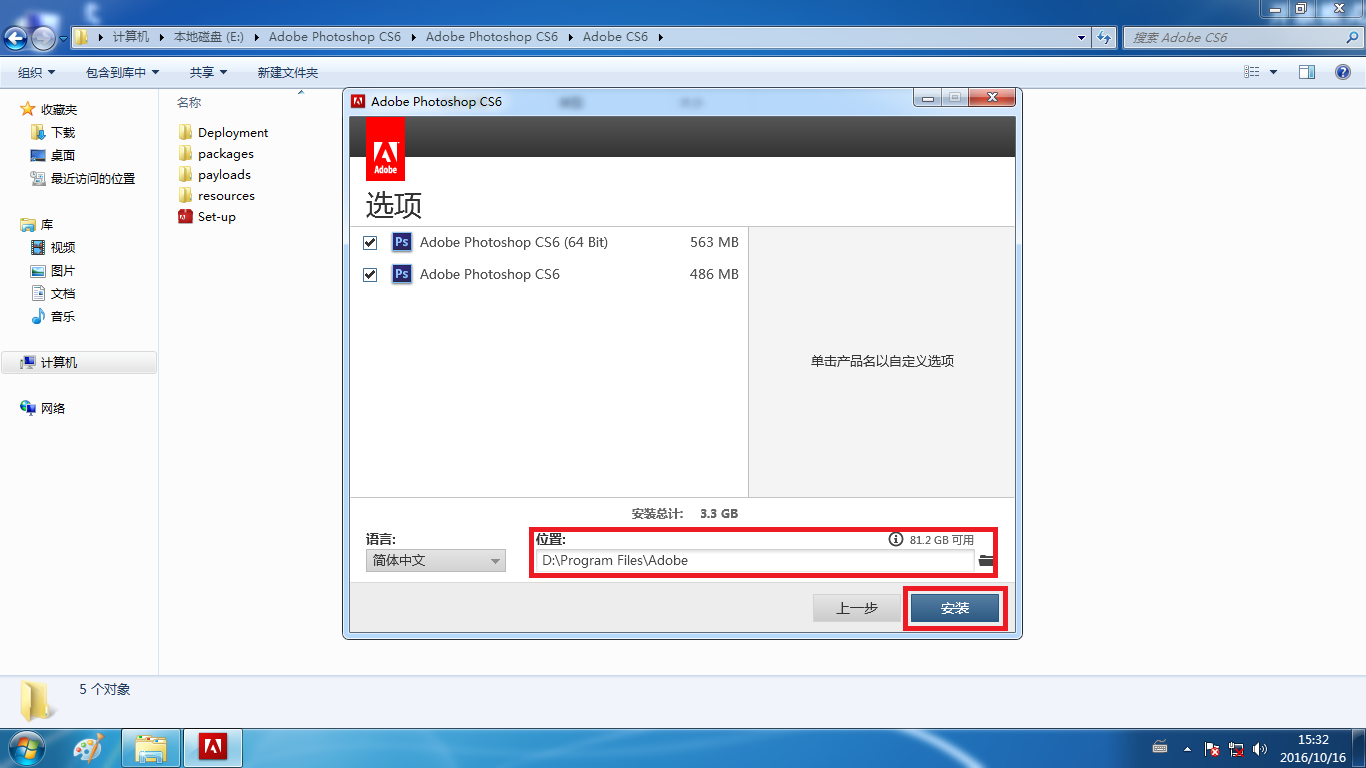 计算机 本地磁盘 (E:) Adobe Photoshop CS6 Adobe Photoshop CS6 Adobe CS6 搜索 Adobe CS6
组织 包含到库中 共享 新建文件夹
收藏夹
下载
桌面
最近访问的位置
库
视频
图片
文档
音乐
计算机
网络
名称
Deployment
packages
payloads
resources
Set-up
Adobe Photoshop CS6
Adobe
选项
Ps Adobe Photoshop CS6 (64 Bit) 563 MB
Ps Adobe Photoshop CS6 486 MB
单击产品名以自定义选项
安装总计: 3.3 GB
语言:
简体中文
位置: 81.2 GB 可用
D:\Program Files\Adobe
上一步 安装
5 个对象
15:32
2016/10/16